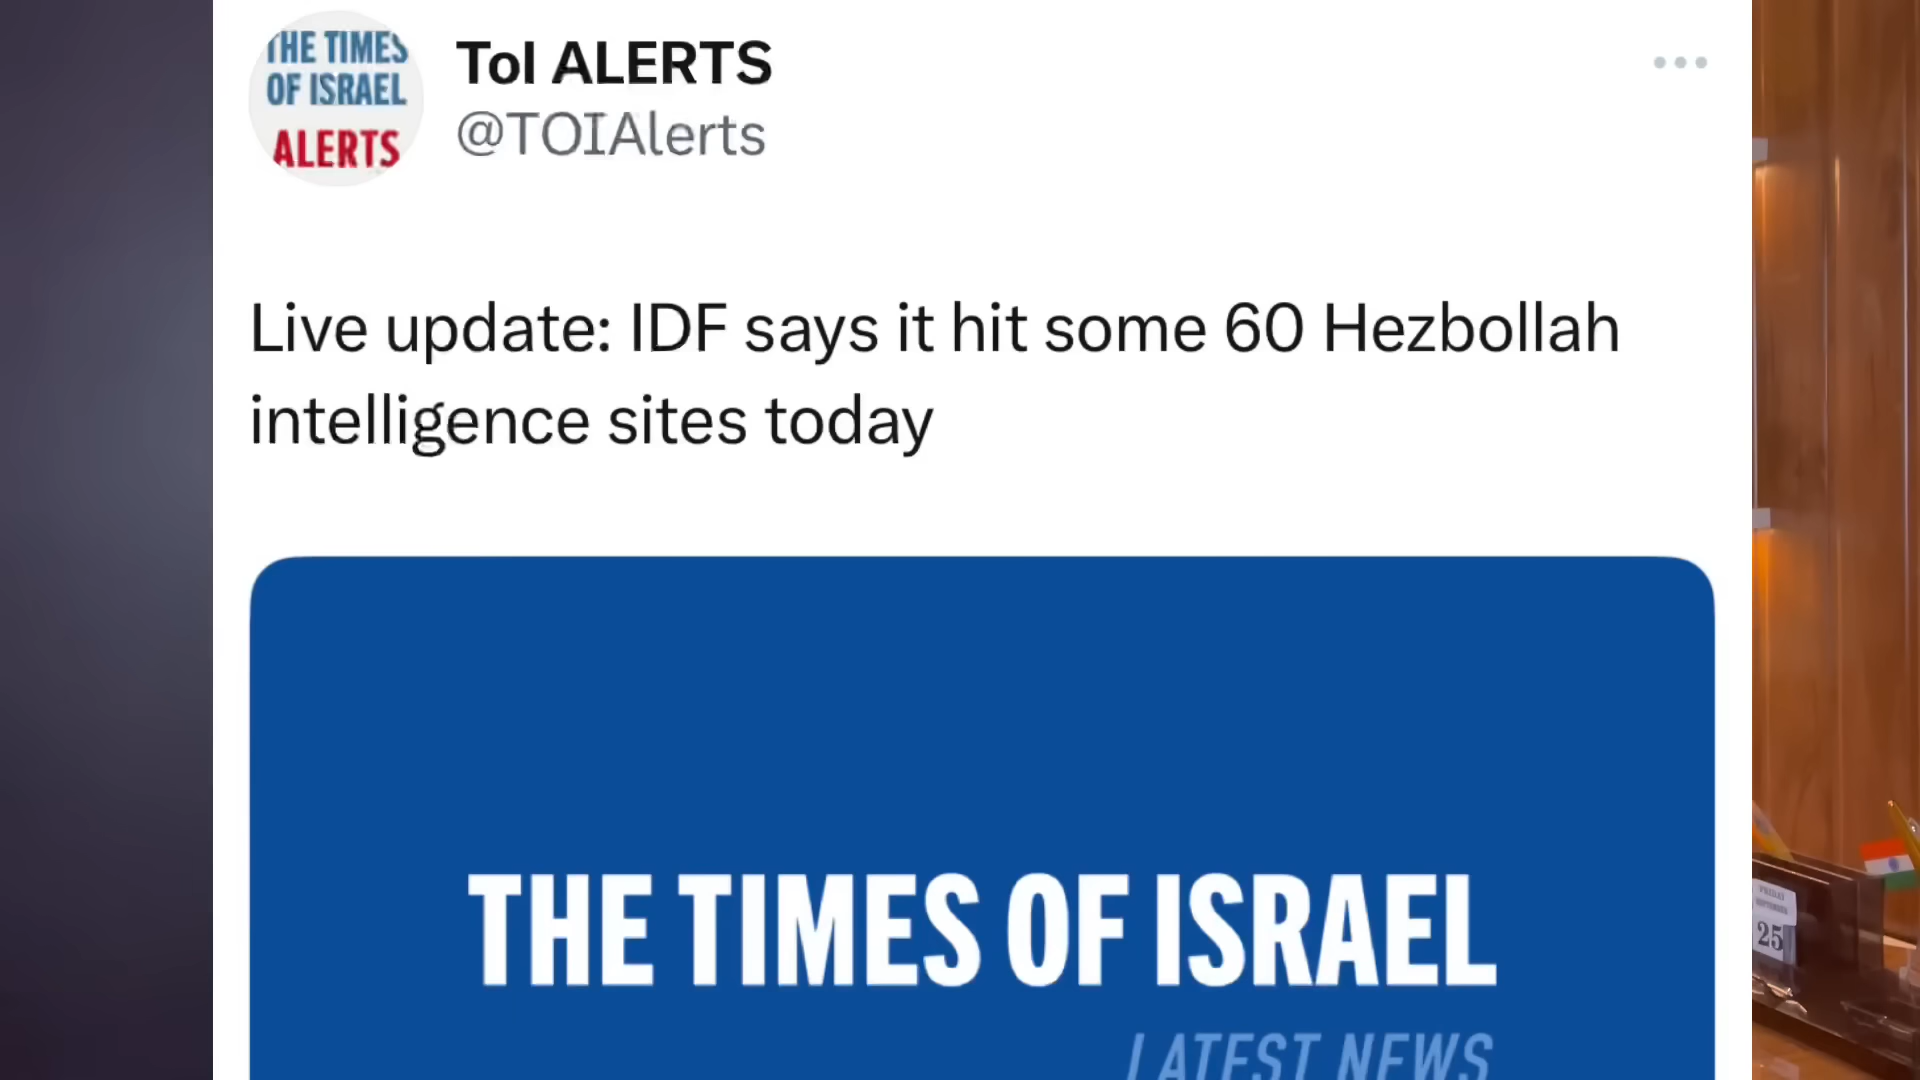 THE TIMES
OF ISRAEL
ALERTS
ToI ALERTS
@TOIAlerts
Live update: IDF says it hit some 60 Hezbollah
intelligence sites today
THE TIMES OF ISRAEL
LATEST NEWS
25